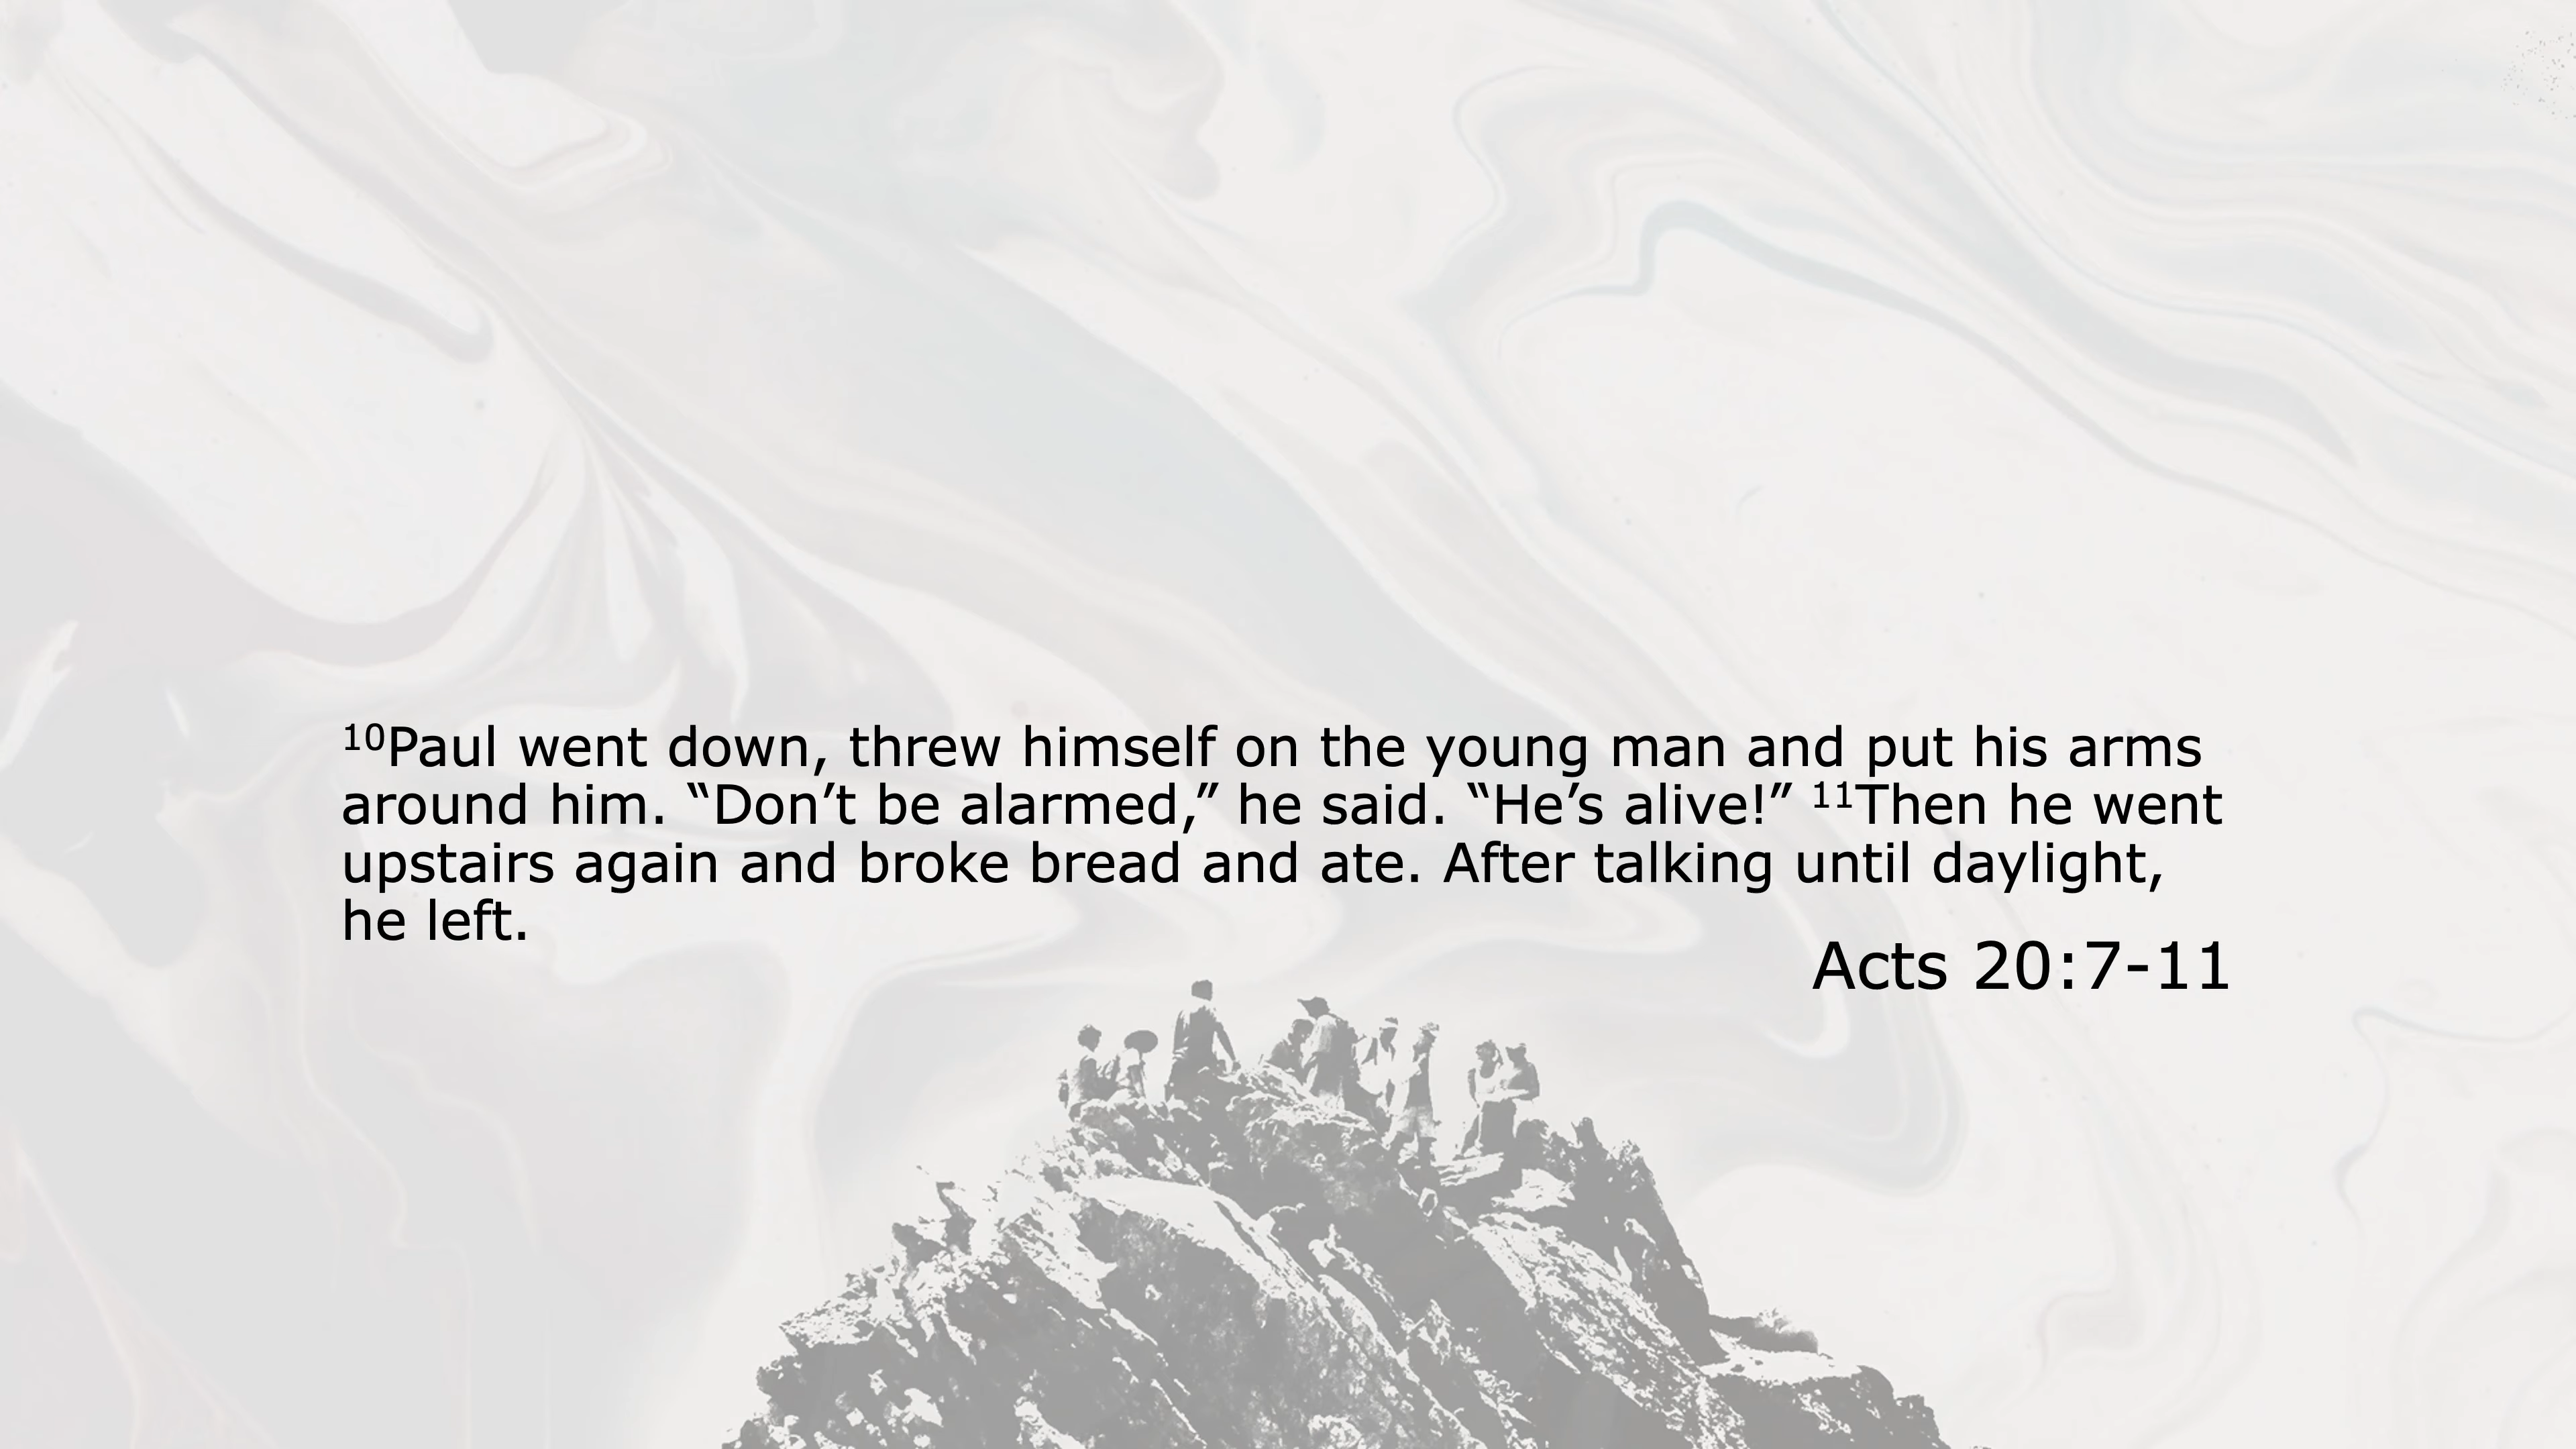 ¹⁰Paul went down, threw himself on the young man and put his arms
around him. “Don’t be alarmed,” he said. “He’s alive!” ¹¹Then he went
upstairs again and broke bread and ate. After talking until daylight,
he left.
Acts 20:7-11